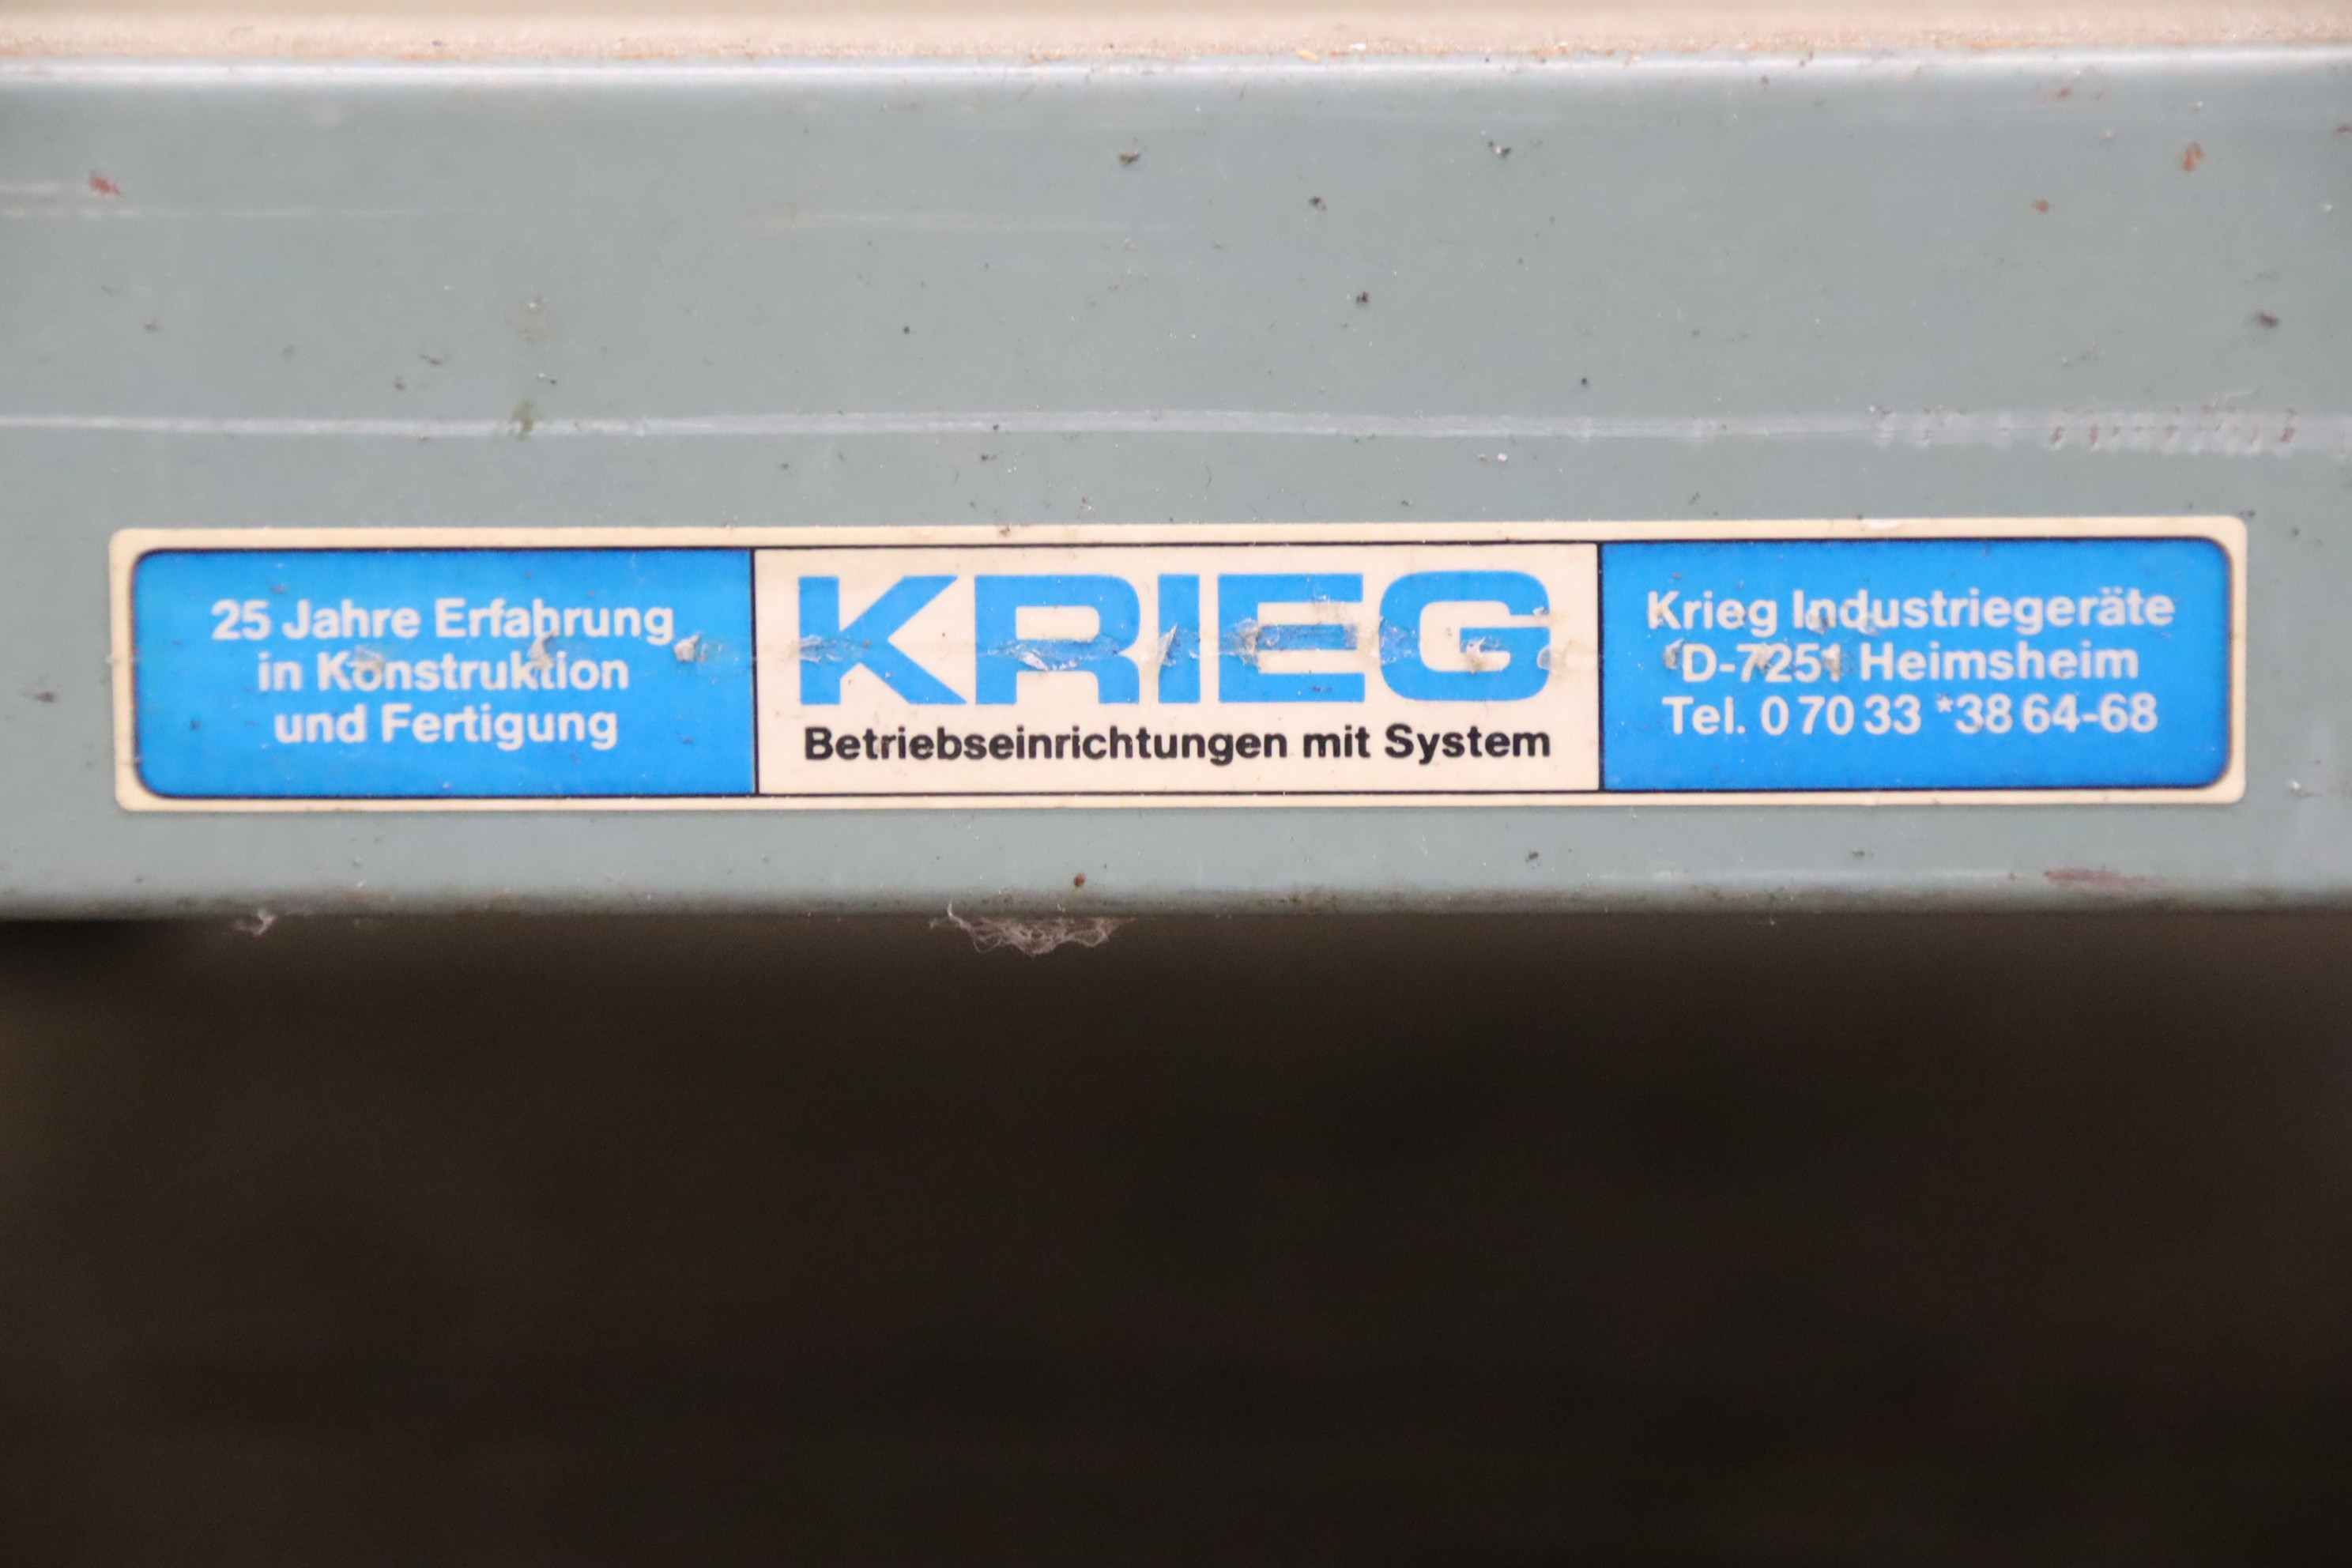 25 Jahre Erfahrung
in Konstruktion
und Fertigung
KRIEG
Betriebseinrichtungen mit System
Krieg Industriegeräte
D-7251 Heimsheim
Tel. 0 70 33 *38 64-68